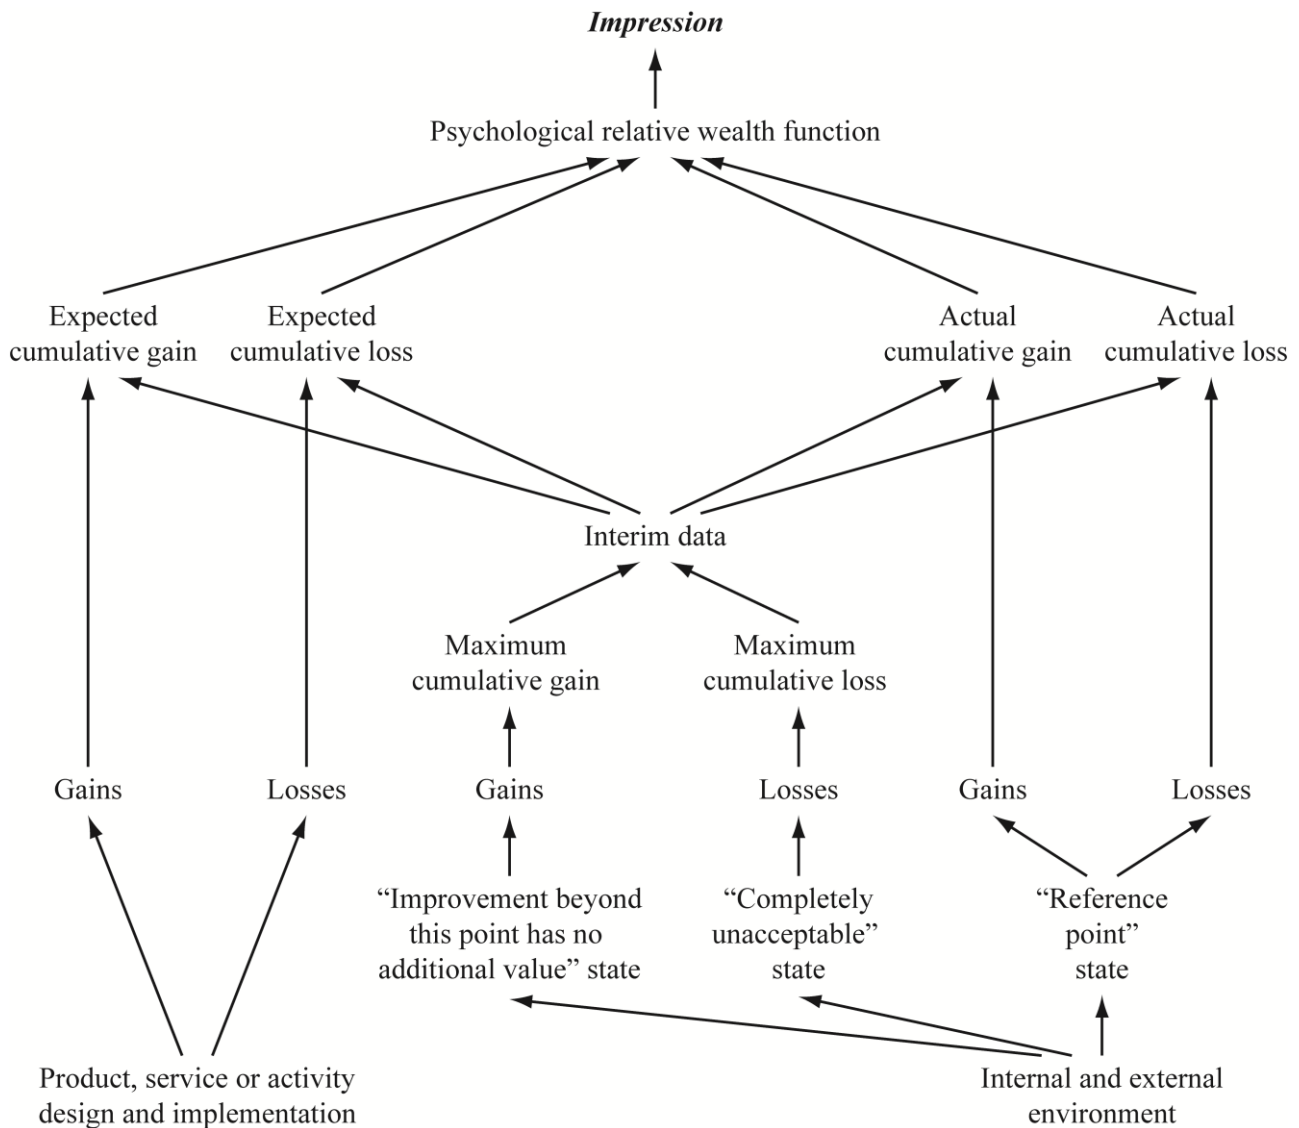 Impression
Psychological relative wealth function
Expected
cumulative gain
Expected
cumulative loss
Actual
cumulative gain
Actual
cumulative loss
Interim data
Maximum
cumulative gain
Maximum
cumulative loss
Gains
Losses
Gains
Losses
Gains
Losses
“Improvement beyond
this point has no
additional value” state
“Completely
unacceptable”
state
“Reference
point”
state
Product, service or activity
design and implementation
Internal and external
environment